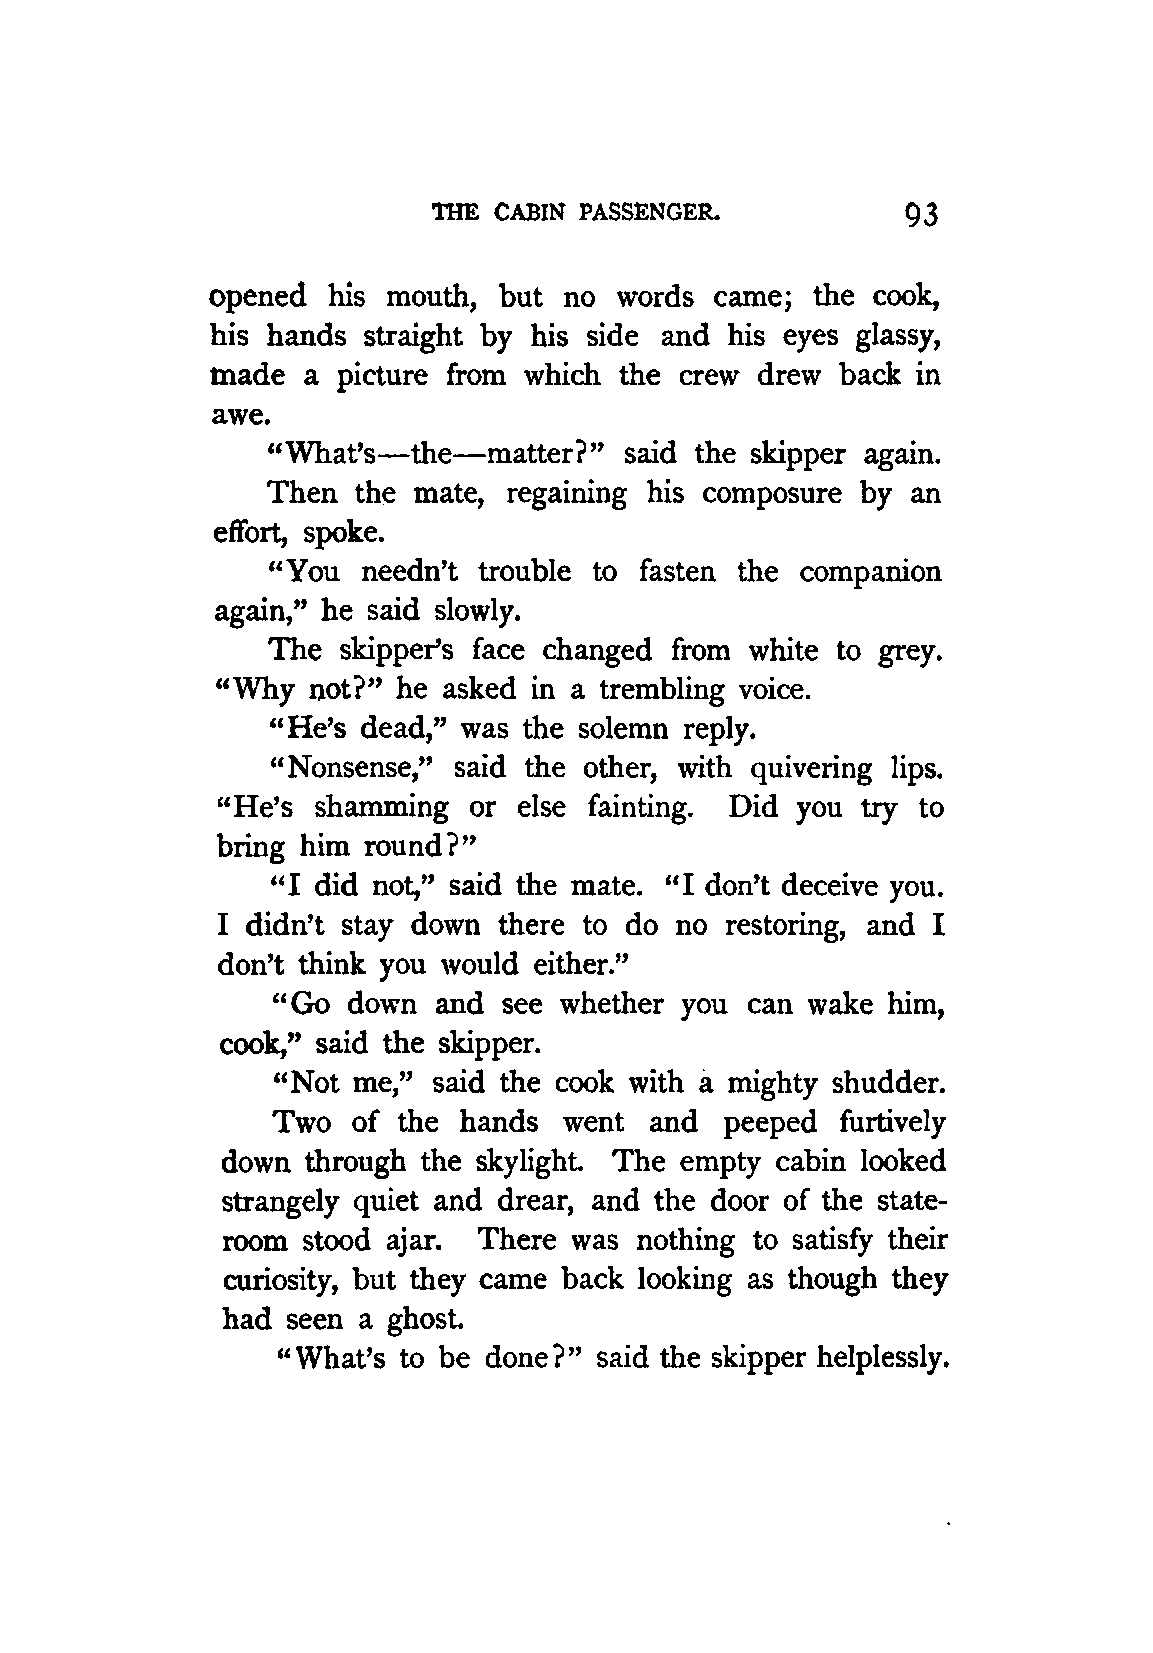 THE CABIN PASSENGER. 93
opened his mouth, but no words came; the cook,
his hands straight by his side and his eyes glassy,
made a picture from which the crew drew back in
awe.
“What’s—the—matter?” said the skipper again.
Then the mate, regaining his composure by an
effort, spoke.
“You needn’t trouble to fasten the companion
again,” he said slowly.
The skipper’s face changed from white to grey.
“Why not?” he asked in a trembling voice.
“He’s dead,” was the solemn reply.
“Nonsense,” said the other, with quivering lips.
“He’s shamming or else fainting. Did you try to
bring him round?”
“I did not,” said the mate. “I don’t deceive you.
I didn’t stay down there to do no restoring, and I
don’t think you would either.”
“Go down and see whether you can wake him,
cook,” said the skipper.
“Not me,” said the cook with a mighty shudder.
Two of the hands went and peeped furtively
down through the skylight. The empty cabin looked
strangely quiet and drear, and the door of the state-
room stood ajar. There was nothing to satisfy their
curiosity, but they came back looking as though they
had seen a ghost.
“What’s to be done?” said the skipper helplessly.